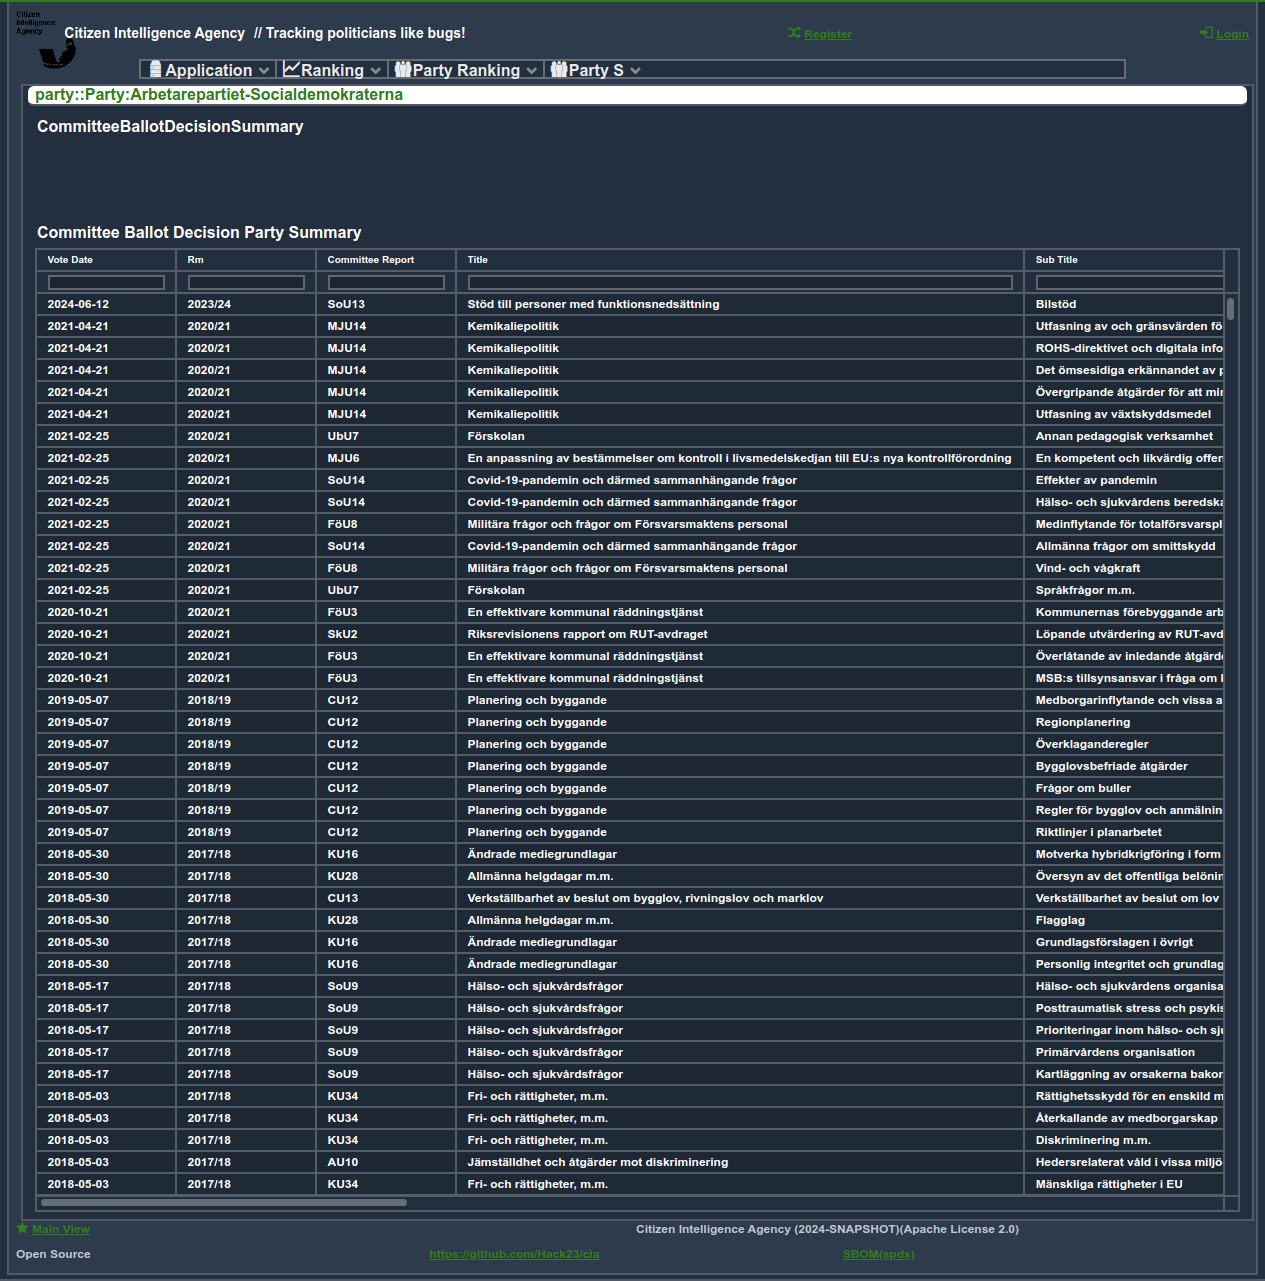 Citizen Intelligence Agency
Citizen Intelligence Agency // Tracking politicians like bugs!
Register
Login
Application
Ranking
Party Ranking
Party S
party::Party:Arbetarepartiet-Socialdemokraterna
CommitteeBallotDecisionSummary
Committee Ballot Decision Party Summary
Vote Date Rm Committee Report Title Sub Title
2024-06-12 2023/24 SoU13 Stöd till personer med funktionsnedsättning Bilstöd
2021-04-21 2020/21 MJU14 Kemikaliepolitik Utfasning av och gränsvärden fö
2021-04-21 2020/21 MJU14 Kemikaliepolitik ROHS-direktivet och digitala info
2021-04-21 2020/21 MJU14 Kemikaliepolitik Det ömsesidiga erkännandet av p
2021-04-21 2020/21 MJU14 Kemikaliepolitik Övergripande åtgärder för att mi
2021-04-21 2020/21 MJU14 Kemikaliepolitik Utfasning av växtskyddsmedel
2021-02-25 2020/21 UbU7 Förskolan Annan pedagogisk verksamhet
2021-02-25 2020/21 MJU6 En anpassning av bestämmelser om kontroll i livsmedelskedjan till EU:s nya kontrollförordning En kompetent och likvärdig offen
2021-02-25 2020/21 SoU14 Covid-19-pandemin och därmed sammanhängande frågor Effekter av pandemin
2021-02-25 2020/21 SoU14 Covid-19-pandemin och därmed sammanhängande frågor Hälso- och sjukvårdens beredska
2021-02-25 2020/21 FöU8 Militära frågor och frågor om Försvarsmaktens personal Medinflytande för totalförsvarspl
2021-02-25 2020/21 SoU14 Covid-19-pandemin och därmed sammanhängande frågor Allmänna frågor om smittskydd
2021-02-25 2020/21 FöU8 Militära frågor och frågor om Försvarsmaktens personal Vind- och vågkraft
2021-02-25 2020/21 UbU7 Förskolan Språkfrågor m.m.
2020-10-21 2020/21 FöU3 En effektivare kommunal räddningstjänst Kommunernas förebyggande arb
2020-10-21 2020/21 SkU2 Riksrevisionens rapport om RUT-avdraget Löpande utvärdering av RUT-avd
2020-10-21 2020/21 FöU3 En effektivare kommunal räddningstjänst Överlåtande av inledande åtgärde
2020-10-21 2020/21 FöU3 En effektivare kommunal räddningstjänst MSB:s tillsynsansvar i fråga om
2019-05-07 2018/19 CU12 Planering och byggande Medborgarinflytande och vissa a
2019-05-07 2018/19 CU12 Planering och byggande Regionplanering
2019-05-07 2018/19 CU12 Planering och byggande Överklaganderegler
2019-05-07 2018/19 CU12 Planering och byggande Bygglovsbefriade åtgärder
2019-05-07 2018/19 CU12 Planering och byggande Frågor om buller
2019-05-07 2018/19 CU12 Planering och byggande Regler för bygglov och anmälnin
2019-05-07 2018/19 CU12 Planering och byggande Riktlinjer i planarbetet
2018-05-30 2017/18 KU16 Ändrade mediegrundlagar Motverka hybridkrigföring i form
2018-05-30 2017/18 KU28 Allmänna helgdagar m.m. Översyn av det offentliga belönin
2018-05-30 2017/18 CU13 Verkställbarhet av beslut om bygglov, rivningslov och marklov Verkställbarhet av beslut om lov
2018-05-30 2017/18 KU28 Allmänna helgdagar m.m. Flagglag
2018-05-30 2017/18 KU16 Ändrade mediegrundlagar Grundlagsförslagen i övrigt
2018-05-30 2017/18 KU16 Ändrade mediegrundlagar Personlig integritet och grundlag
2018-05-17 2017/18 SoU9 Hälso- och sjukvårdsfrågor Hälso- och sjukvårdens organisa
2018-05-17 2017/18 SoU9 Hälso- och sjukvårdsfrågor Posttraumatisk stress och psykis
2018-05-17 2017/18 SoU9 Hälso- och sjukvårdsfrågor Prioriteringar inom hälso- och sju
2018-05-17 2017/18 SoU9 Hälso- och sjukvårdsfrågor Primärvårdens organisation
2018-05-17 2017/18 SoU9 Hälso- och sjukvårdsfrågor Kartläggning av orsakerna bakor
2018-05-03 2017/18 KU34 Fri- och rättigheter, m.m. Rättighetsskydd för en enskild m
2018-05-03 2017/18 KU34 Fri- och rättigheter, m.m. Återkallande av medborgarskap
2018-05-03 2017/18 KU34 Fri- och rättigheter, m.m. Diskriminering m.m.
2018-05-03 2017/18 AU10 Jämställdhet och åtgärder mot diskriminering Hedersrelaterat våld i vissa miljö
2018-05-03 2017/18 KU34 Fri- och rättigheter, m.m. Mänskliga rättigheter i EU
Main View
Citizen Intelligence Agency (2024-SNAPSHOT)(Apache License 2.0)
Open Source
https://github.com/Hack23/cia
SBOM(spdx)